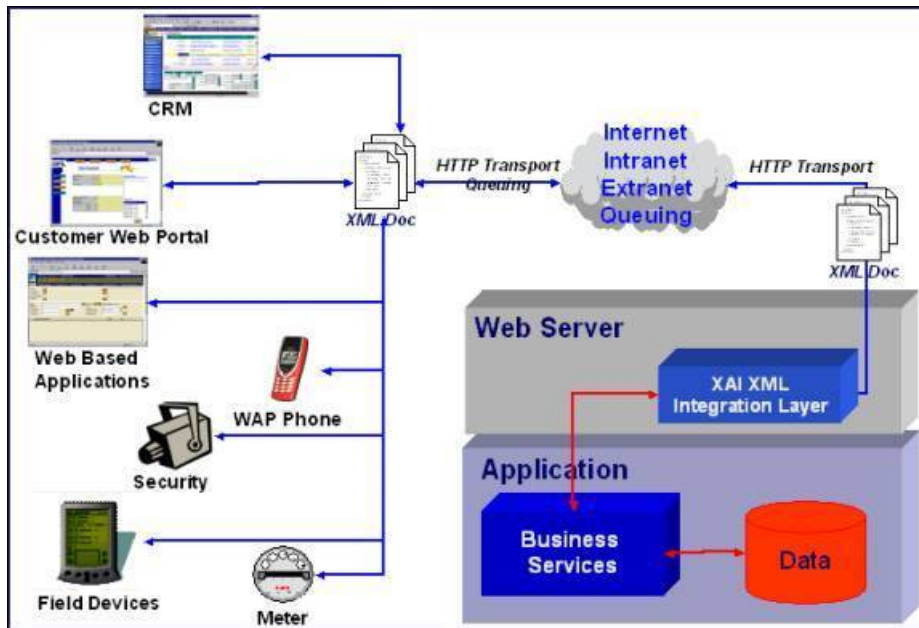 CRM
Internet
Intranet
Extranet
Queuing
HTTP Transport
Queuing
HTTP Transport
XML Doc
Customer Web Portal
XML Doc
Web Server
Web Based
Applications
WAP Phone
XAI XML
Integration Layer
Security
Application
Business
Services
Data
Field Devices
Meter